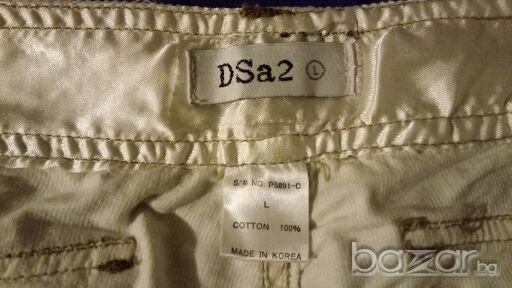 DSa2 Ⓛ
S/# NO. P5891-C
L
COTTON 100%
MADE IN KOREA
bazar.bg